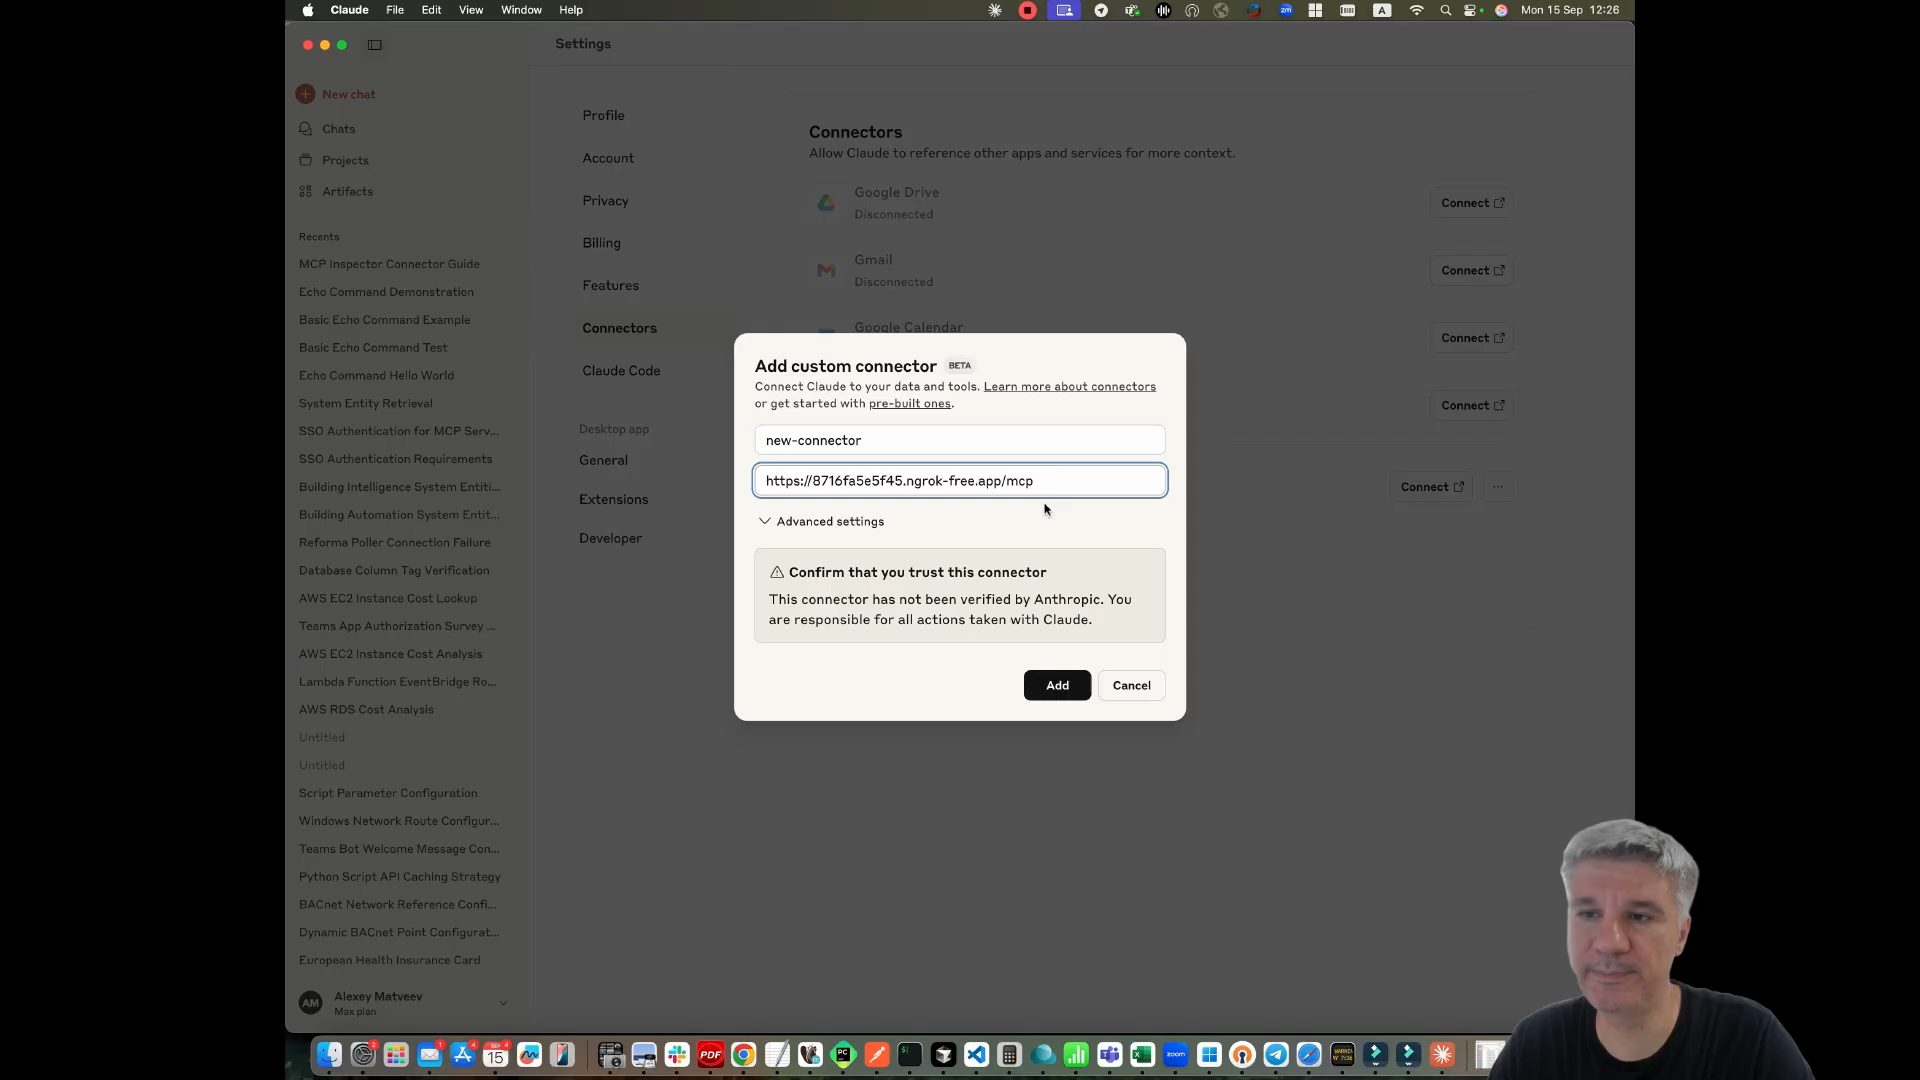 Claude File Edit View Window Help
zm A Mon 15 Sep 12:26
Settings
New chat
Chats
Projects
Artifacts
Recents
MCP Inspector Connector Guide
Echo Command Demonstration
Basic Echo Command Example
Basic Echo Command Test
Echo Command Hello World
System Entity Retrieval
SSO Authentication for MCP Serv...
SSO Authentication Requirements
Building Intelligence System Entiti...
Building Automation System Entit...
Reforma Poller Connection Failure
Database Column Tag Verification
AWS EC2 Instance Cost Lookup
Teams App Authorization Survey ...
AWS EC2 Instance Cost Analysis
Lambda Function EventBridge Ro...
AWS RDS Cost Analysis
Untitled
Untitled
Script Parameter Configuration
Windows Network Route Configur...
Teams Bot Welcome Message Con...
Python Script API Caching Strategy
BACnet Network Reference Confi...
Dynamic BACnet Point Configurat...
European Health Insurance Card
AM
Alexey Matveev
Max plan
Profile
Account
Privacy
Billing
Features
Connectors
Claude Code
Desktop app
General
Extensions
Developer
Connectors
Allow Claude to reference other apps and services for more context.
Google Drive
Disconnected
Connect
Gmail
Disconnected
Connect
Google Calendar
Connect
Connect
Connect ...
Add custom connector BETA
Connect Claude to your data and tools. Learn more about connectors
or get started with pre-built ones.
new-connector
https://8716fa5e5f45.ngrok-free.app/mcp
Advanced settings
Confirm that you trust this connector
This connector has not been verified by Anthropic. You
are responsible for all actions taken with Claude.
Add
Cancel
PDF
PC
zoom